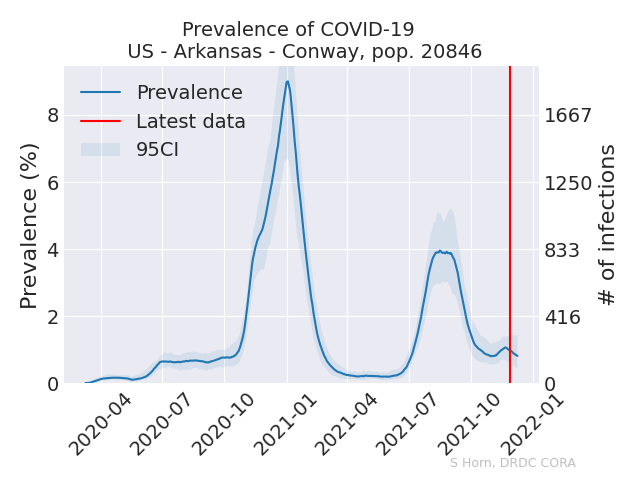 Prevalence of COVID-19
US - Arkansas - Conway, pop. 20846
Prevalence
Latest data
95CI
Prevalence (%)
8
6
4
2
0
1667
1250
833
416
0
# of infections
2020-04
2020-07
2020-10
2021-01
2021-04
2021-07
2021-10
2022-01
S Horn, DRDC CORA